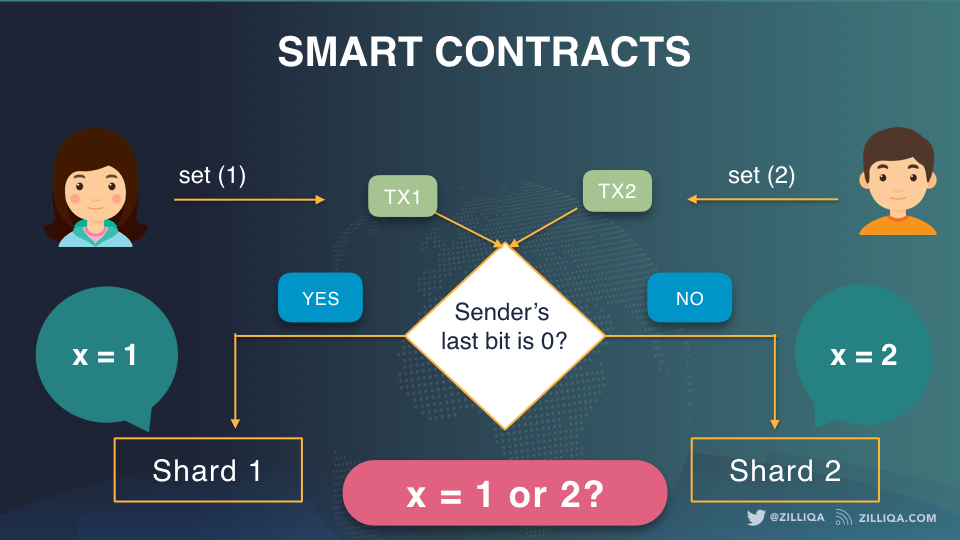 SMART CONTRACTS
set (1)
TX1
TX2
set (2)
YES
Sender’s
last bit is 0?
NO
x = 1
x = 2
Shard 1
x = 1 or 2?
Shard 2
@ZILLIQA
ZILLIQA.COM